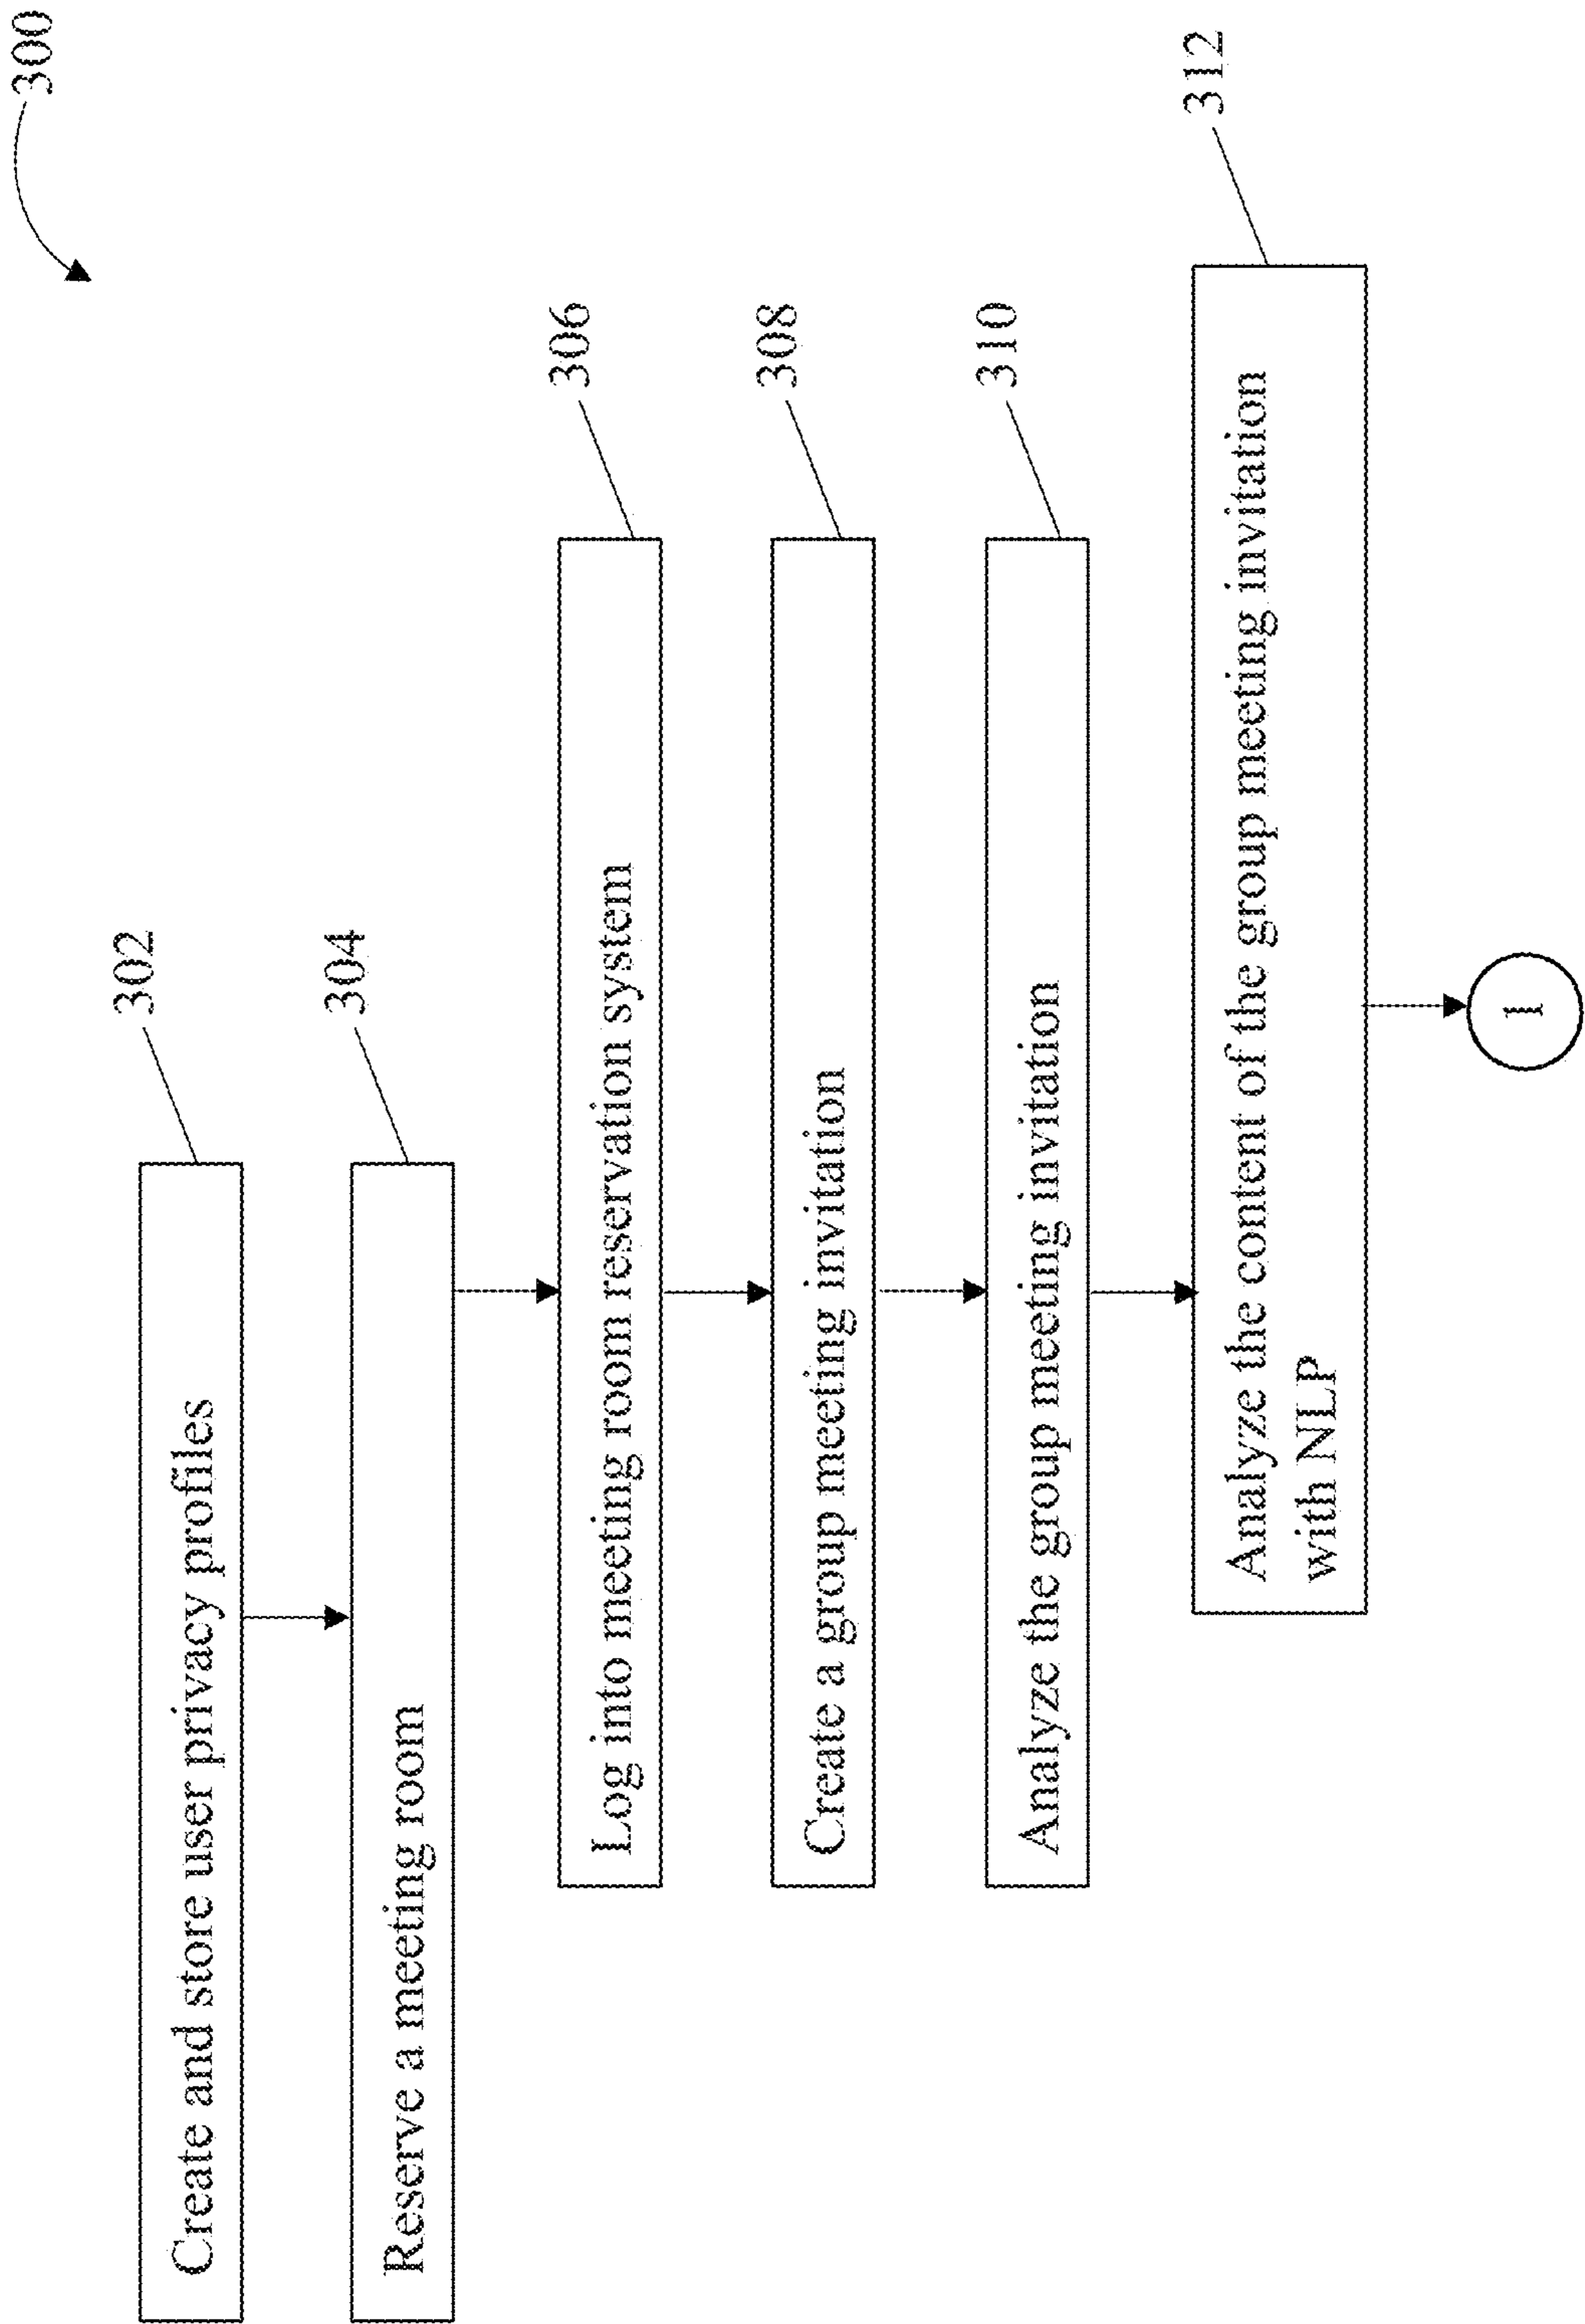 300
302
Create and store user privacy profiles
304
Reserve a meeting room
306
Log into meeting room reservation system
308
Create a group meeting invitation
310
Analyze the group meeting invitation
312
Analyze the content of the group meeting invitation
with NLP
1